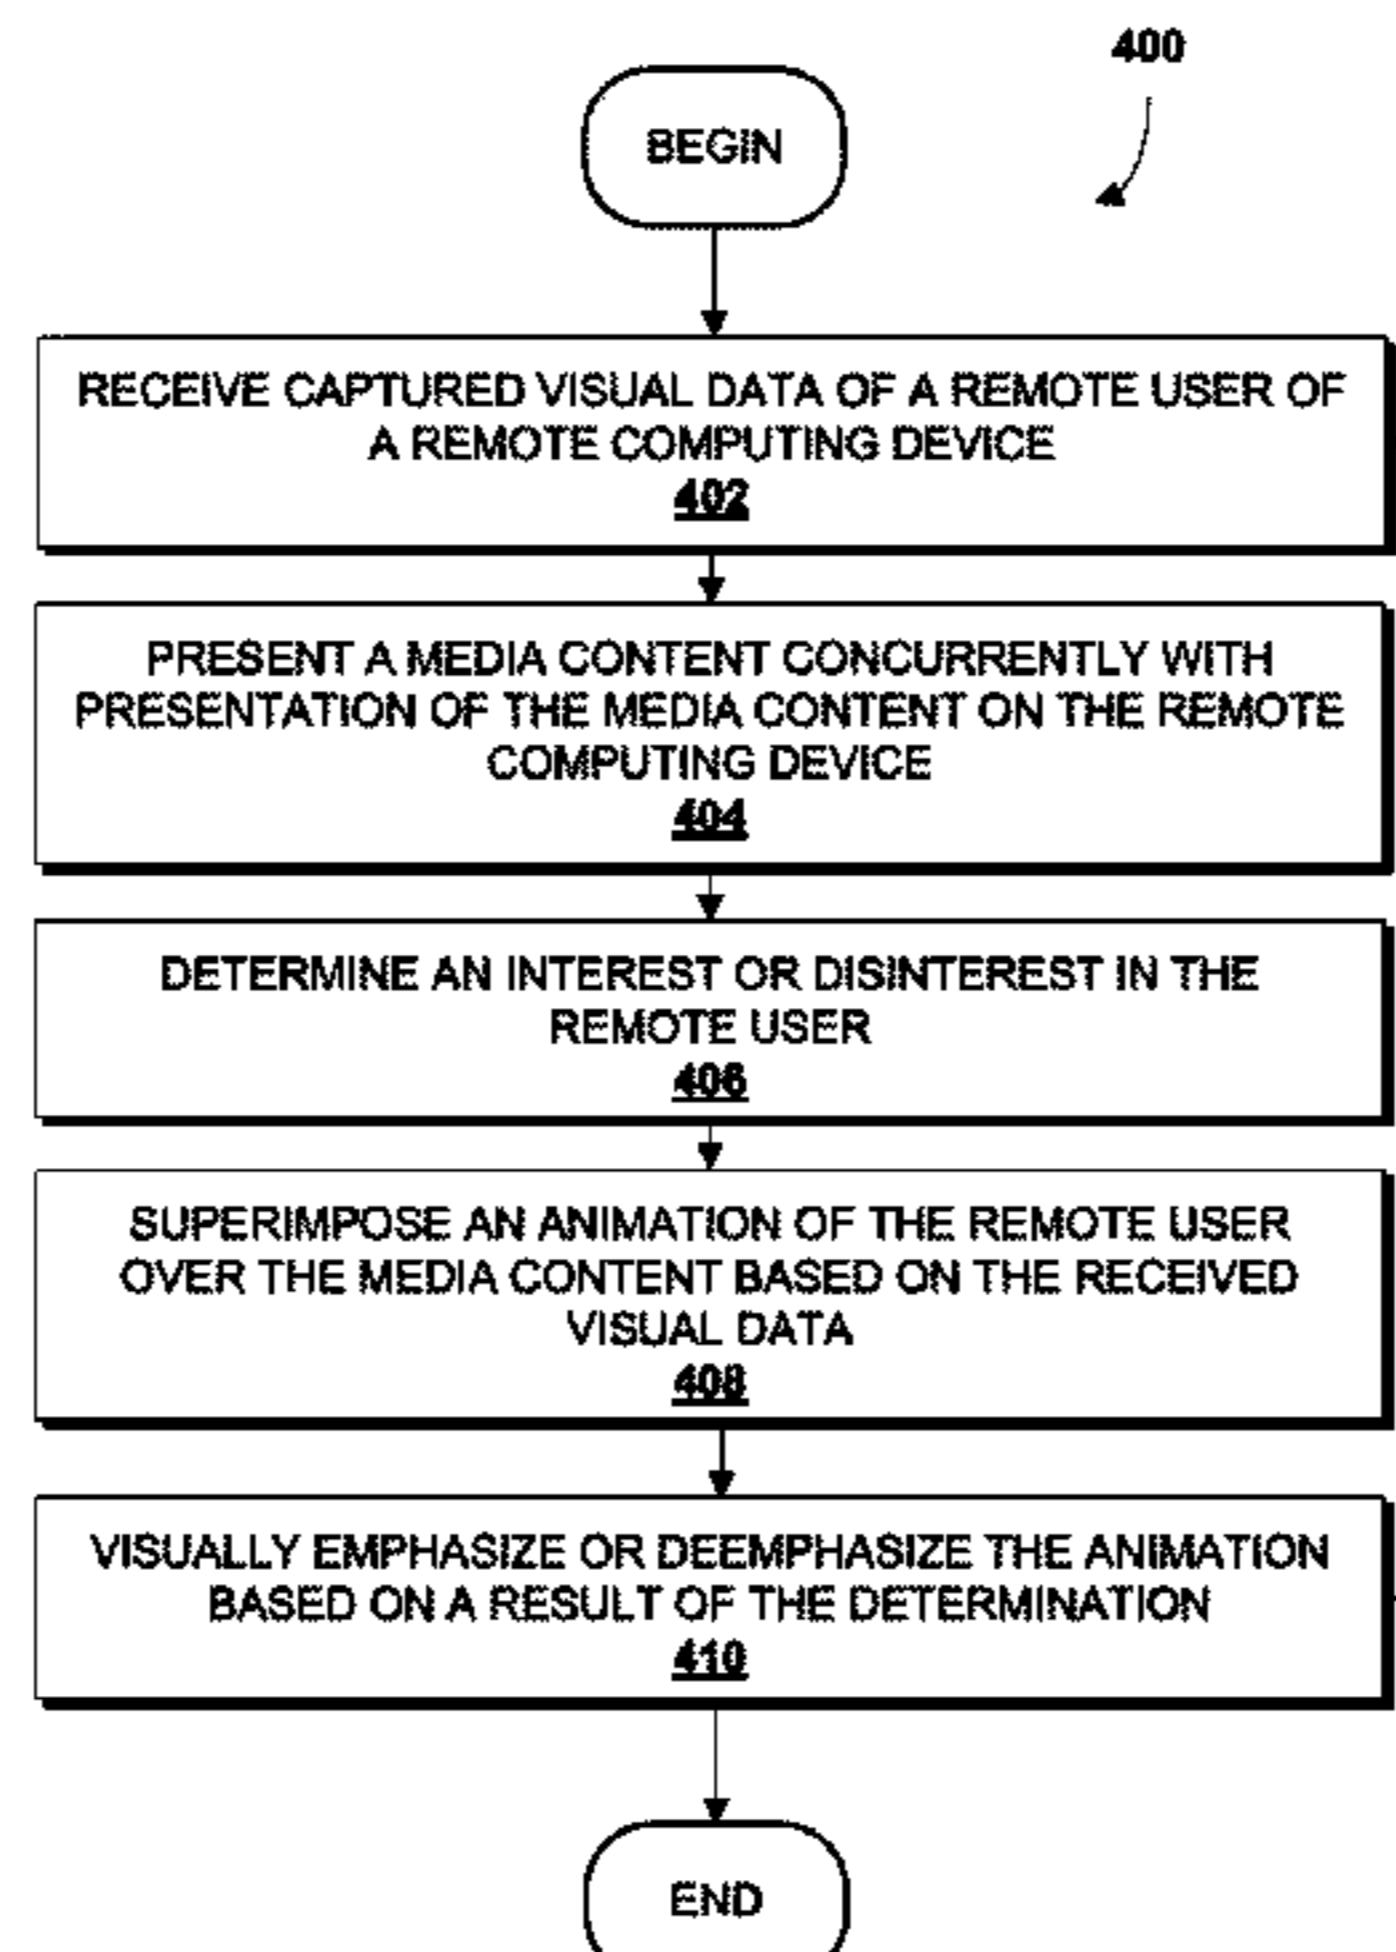 400
BEGIN
RECEIVE CAPTURED VISUAL DATA OF A REMOTE USER OF
A REMOTE COMPUTING DEVICE
402
PRESENT A MEDIA CONTENT CONCURRENTLY WITH
PRESENTATION OF THE MEDIA CONTENT ON THE REMOTE
COMPUTING DEVICE
404
DETERMINE AN INTEREST OR DISINTEREST IN THE
REMOTE USER
406
SUPERIMPOSE AN ANIMATION OF THE REMOTE USER
OVER THE MEDIA CONTENT BASED ON THE RECEIVED
VISUAL DATA
408
VISUALLY EMPHASIZE OR DEEMPHASIZE THE ANIMATION
BASED ON A RESULT OF THE DETERMINATION
410
END